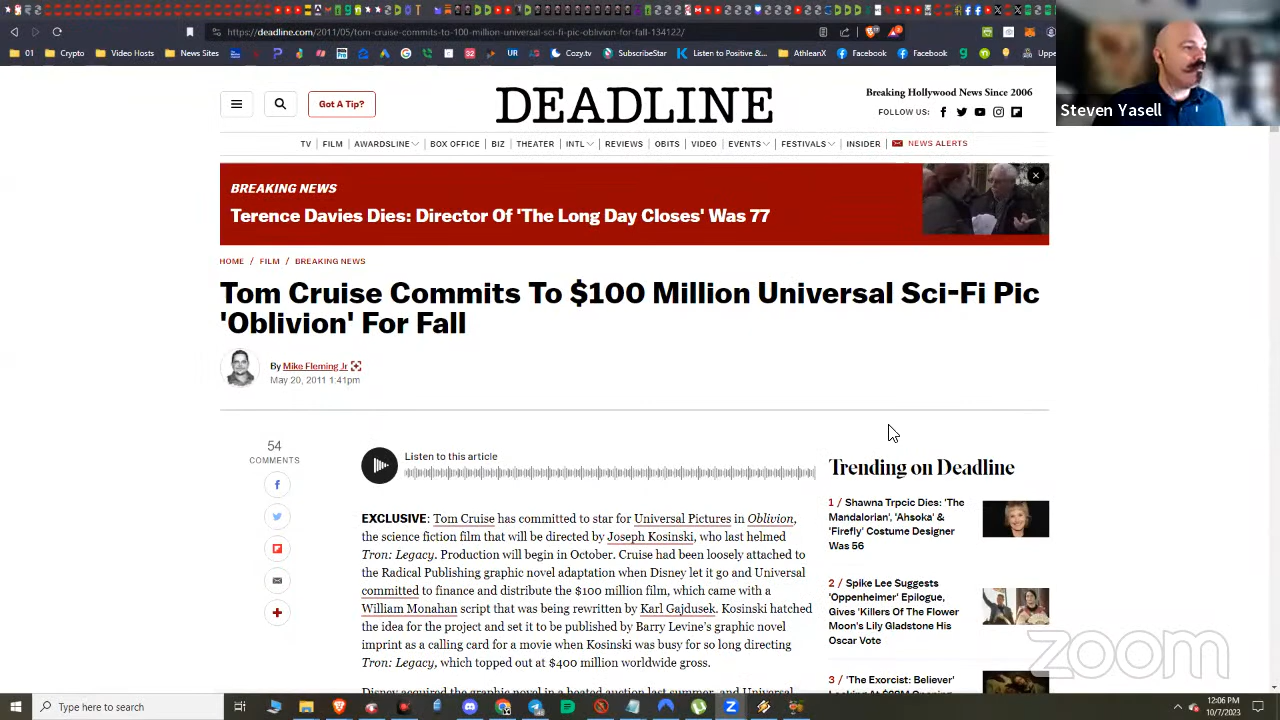 https://deadline.com/2011/05/tom-cruise-commits-to-100-million-universal-sci-fi-pic-oblivion-for-fall-134122/
01 Crypto Video Hosts News Sites UR Cozy.tv SubscribeStar Listen to Positive &... AthleanX Facebook Facebook Uppe
Steven Yasell
Got A Tip?
DEADLINE
Breaking Hollywood News Since 2006
FOLLOW US:
TV | FILM | AWARDSLINE | BOX OFFICE | BIZ | THEATER | INTL | REVIEWS | OBITS | VIDEO | EVENTS | FESTIVALS | INSIDER | NEWS ALERTS
BREAKING NEWS
Terence Davies Dies: Director Of 'The Long Day Closes' Was 77
HOME / FILM / BREAKING NEWS
Tom Cruise Commits To $100 Million Universal Sci-Fi Pic
'Oblivion' For Fall
By Mike Fleming Jr
May 20, 2011 1:41pm
54
COMMENTS
Listen to this article
EXCLUSIVE: Tom Cruise has committed to star for Universal Pictures in Oblivion,
the science fiction film that will be directed by Joseph Kosinski, who last helmed
Tron: Legacy. Production will begin in October. Cruise had been loosely attached to
the Radical Publishing graphic novel adaptation when Disney let it go and Universal
committed to finance and distribute the $100 million film, which came with a
William Monahan script that was being rewritten by Karl Gajdusek. Kosinski hatched
the idea for the project and set it to be published by Barry Levine's graphic novel
imprint as a calling card for a movie when Kosinski was busy for so long directing
Tron: Legacy, which topped out at $400 million worldwide gross.
Disney acquired the graphic novel in a heated auction last summer, and Universal
Trending on Deadline
1 / Shawna Trpcic Dies: 'The
Mandalorian', 'Ahsoka' &
'Firefly' Costume Designer
Was 56
2 / Spike Lee Suggests
'Oppenheimer' Epilogue,
Gives 'Killers Of The Flower
Moon's Lily Gladstone His
Oscar Vote
3 / 'The Exorcist: Believer'
zoom
Type here to search
12:06 PM
10/7/2023